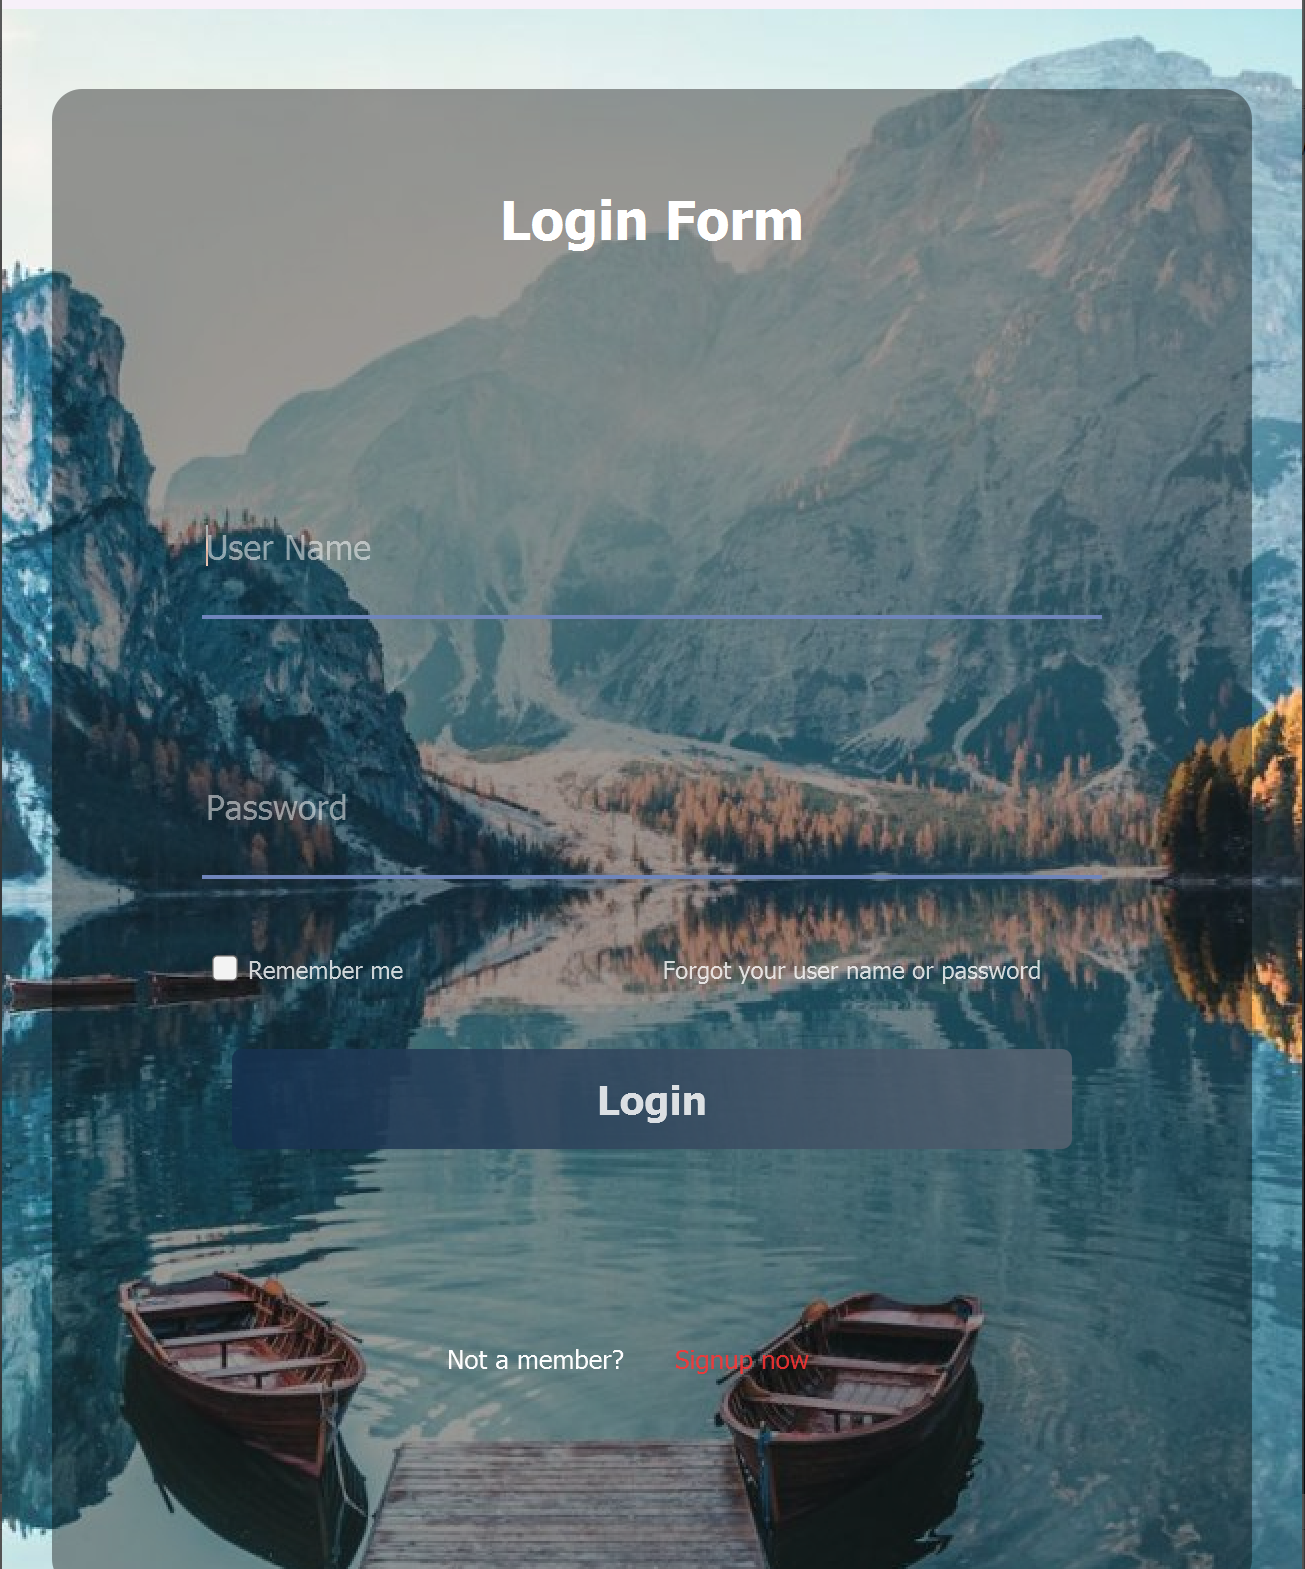 Login Form
User Name
Password
Remember me
Forgot your user name or password
Login
Not a member?
Signup now